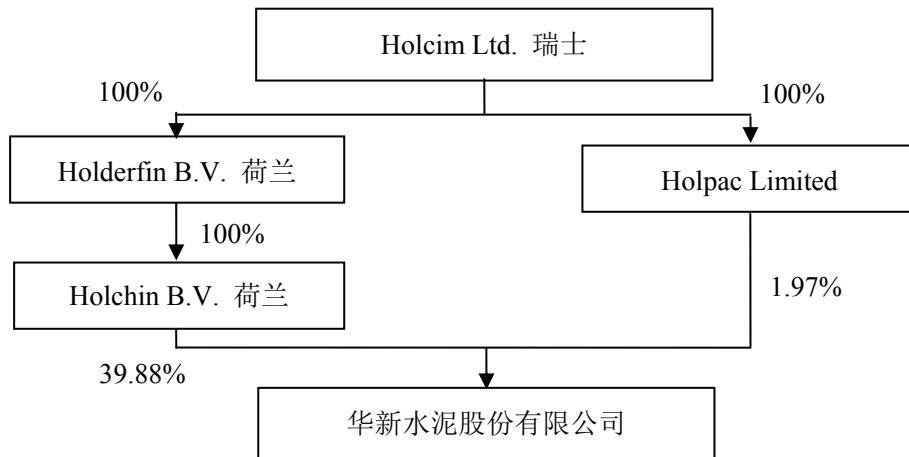 Holcim Ltd. 瑞士
100%
100%
Holderfin B.V. 荷兰
Holpac Limited
100%
Holchin B.V. 荷兰
1.97%
39.88%
华新水泥股份有限公司